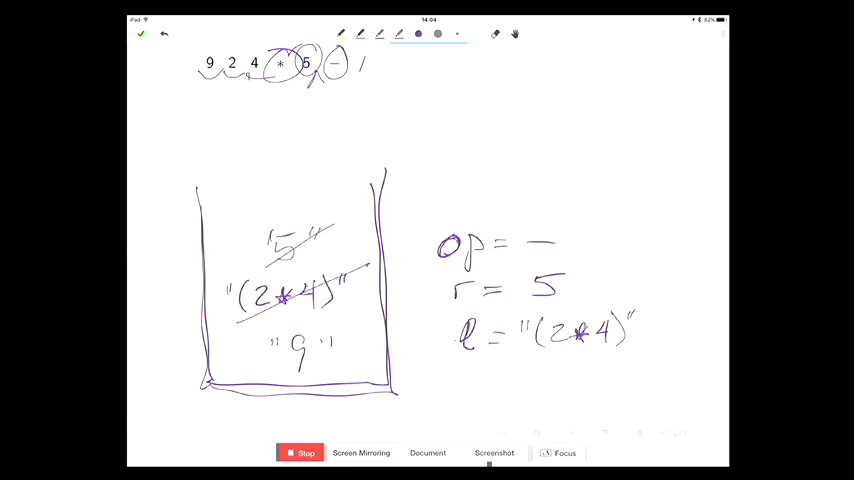 iPad
14:04
82%
9 2 4 * 5 - /
"5"
"(2*4)"
"9"
op = -
r = 5
l = "(2*4)"
Stop Screen Mirroring Document Screenshot Focus